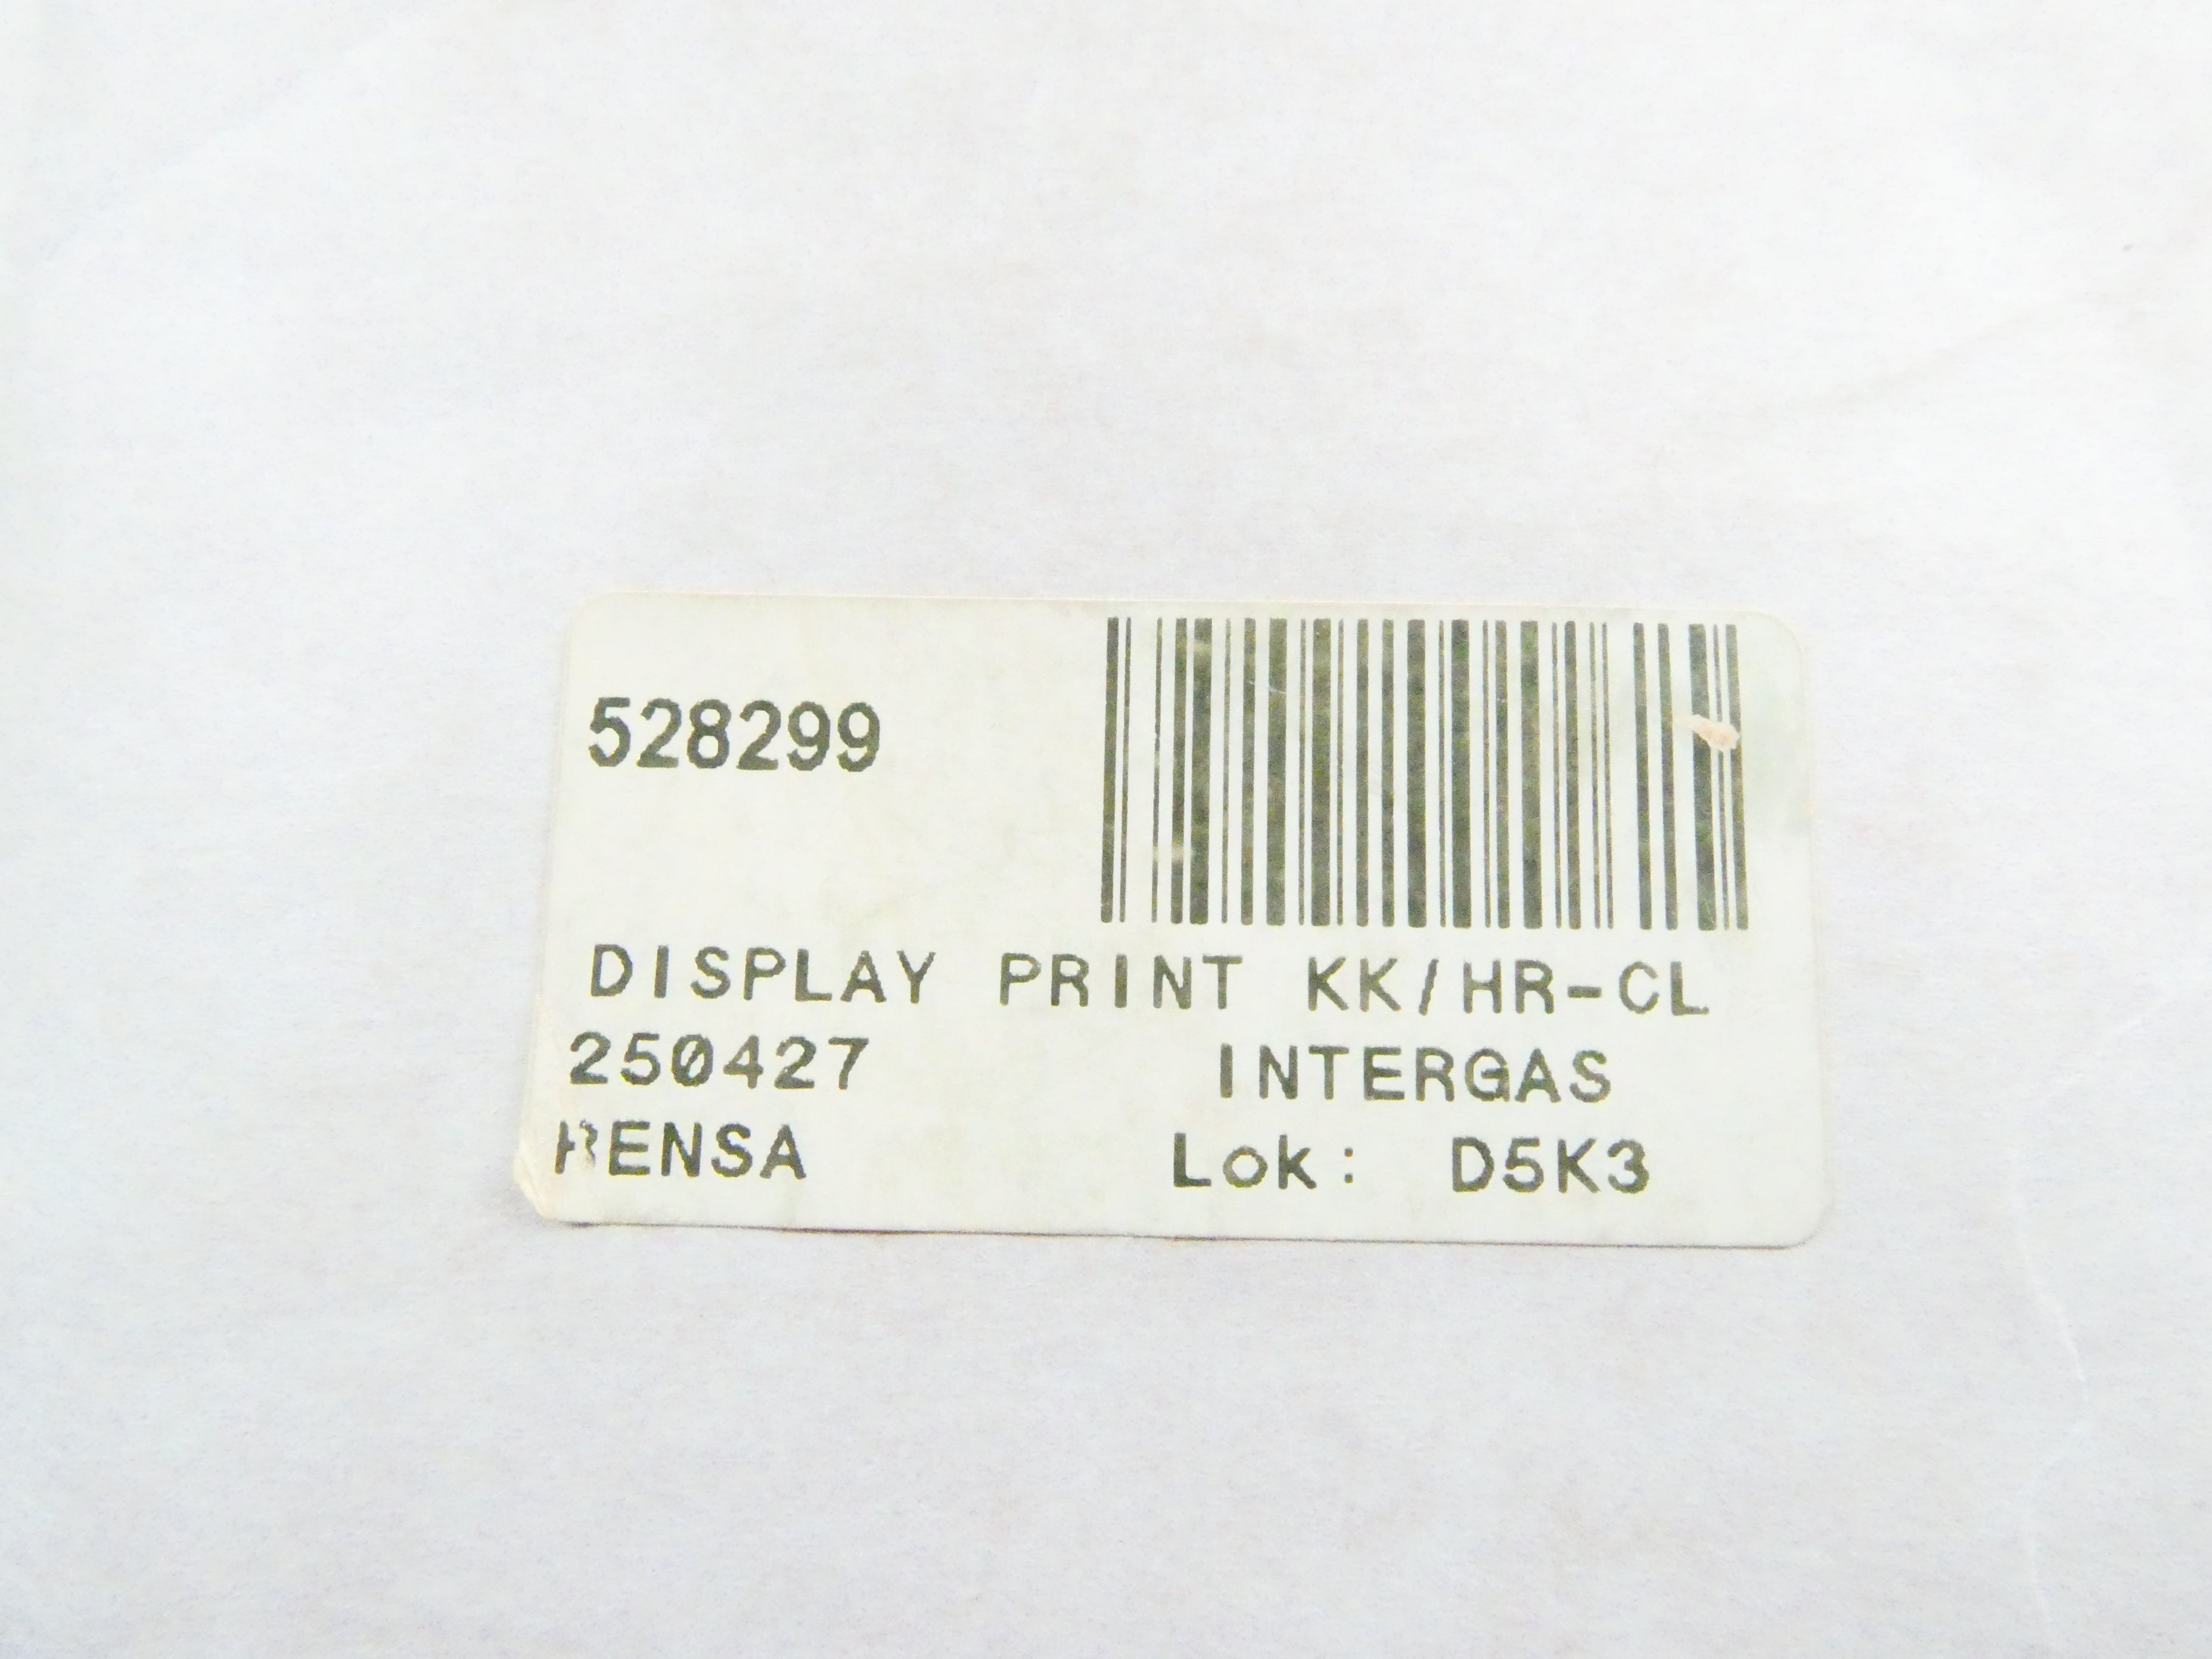 528299
DISPLAY PRINT KK/HR-CL
250427 INTERGAS
RENSA Lok: D5K3